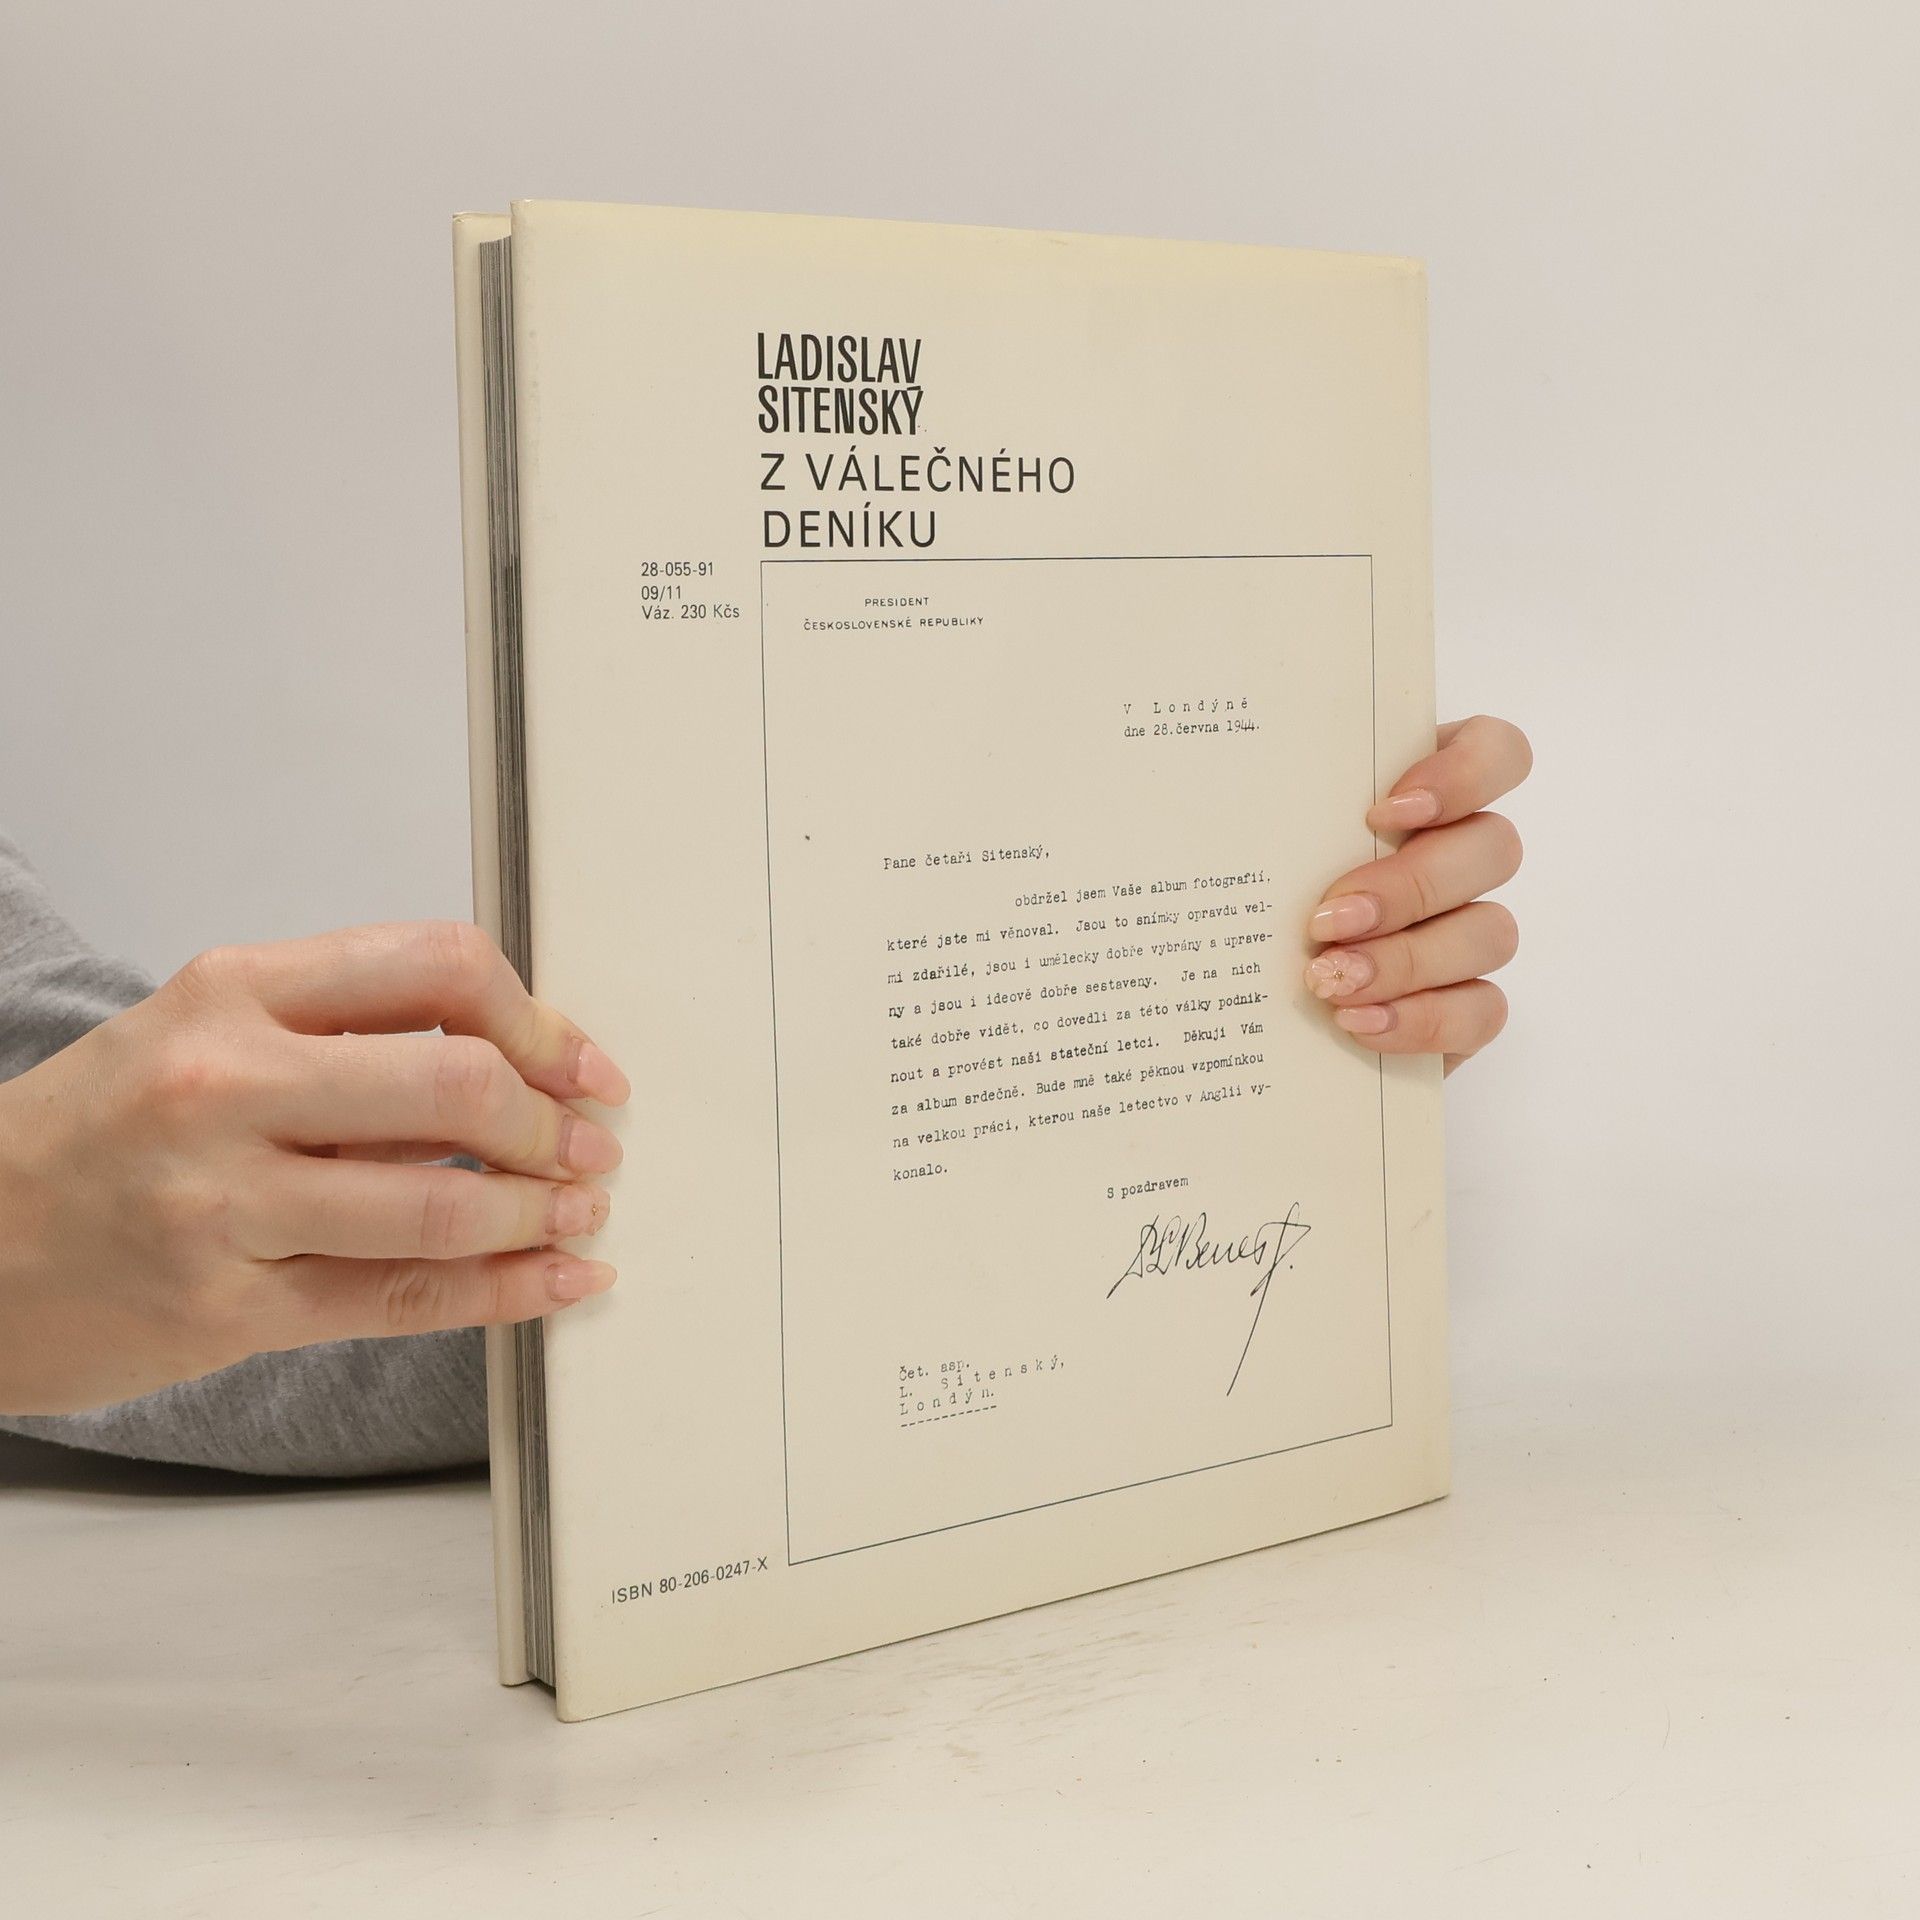 LADISLAV
SITENSKÝ
Z VÁLEČNÉHO
DENÍKU
28-055-91
09/11
Váz. 230 Kčs
PRESIDENT
ČESKOSLOVENSKÉ REPUBLIKY
V Londýně
dne 28.června 1944.
Pane četaři Sitenský,
obdržel jsem Vaše album fotografií,
které jste mi věnoval. Jsou to snímky opravdu vel-
mi zdařilé, jsou i umělecky dobře vybrány a uprave-
ny a jsou i ideově dobře sestaveny. Je na nich
také dobře vidět, co dovedli za této války podnik-
nout a provést naši stateční letci. Děkuji Vám
za album srdečně. Bude mně také pěknou vzpomínkou
na velkou práci, kterou naše letectvo v Anglii vy-
konalo.
S pozdravem
Beneš.
Čet. asp.
L. Sitenský,
Londýn.
ISBN 80-206-0247-X